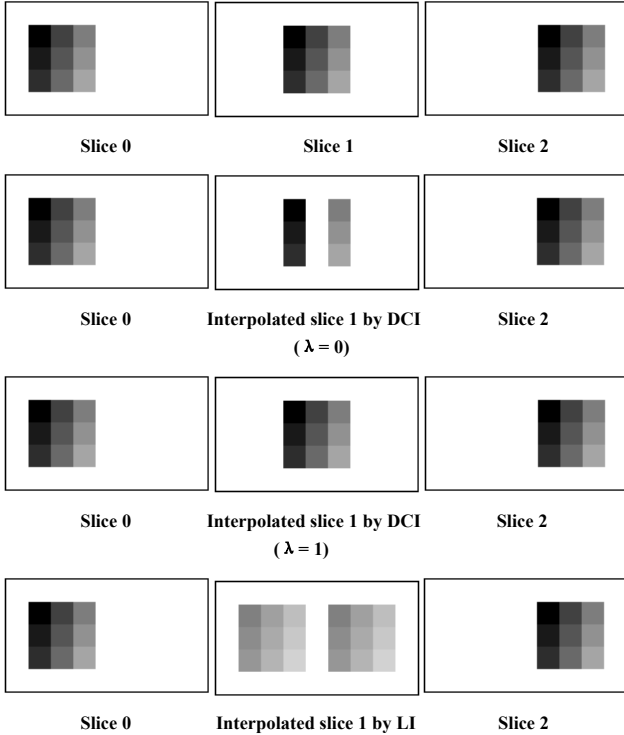 Slice 0 Slice 1 Slice 2
Slice 0 Interpolated slice 1 by DCI Slice 2
( λ = 0)
Slice 0 Interpolated slice 1 by DCI Slice 2
( λ = 1)
Slice 0 Interpolated slice 1 by LI Slice 2